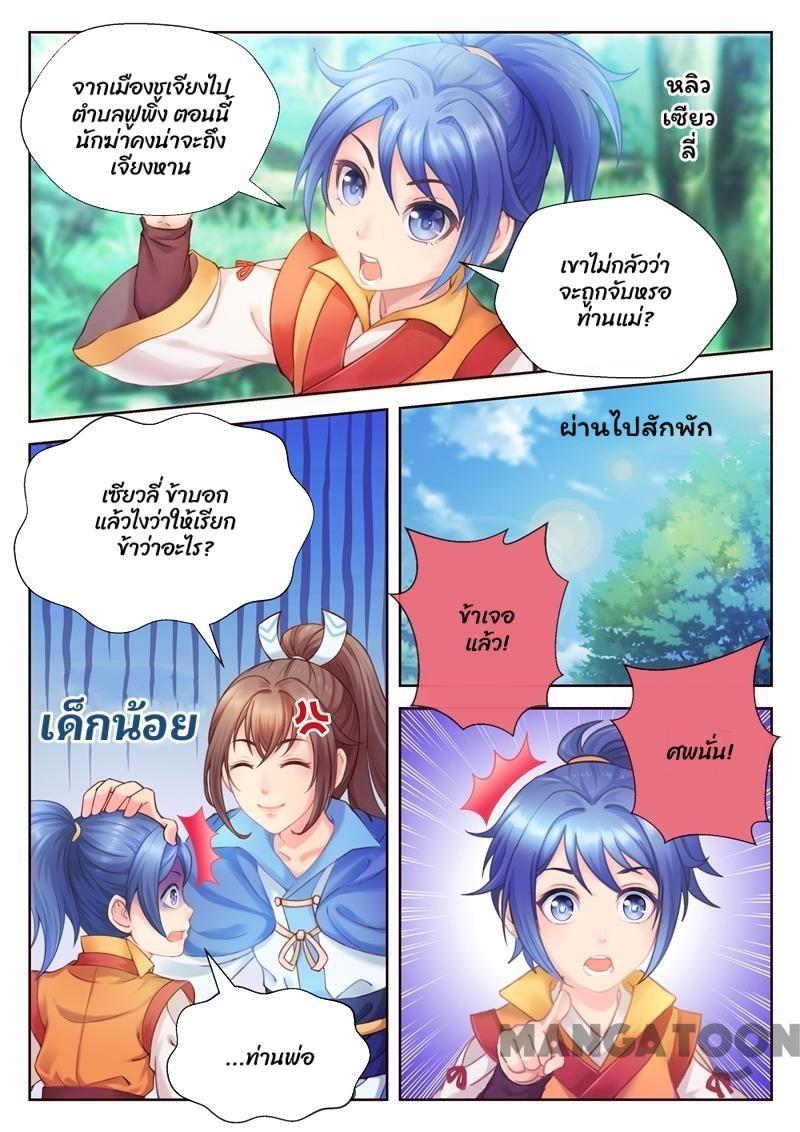 จากเมืองชูเจียงไป
ตำบลฟูพิ่ง ตอนนี้
นักฆ่าคงน่าจะถึง
เจียงหาน
หลิว
เซียว
ลี่
เขาไม่กลัวว่า
จะถูกจับหรอ
ท่านแม่?
เซียวลี่ ข้าบอก
แล้วไงว่าให้เรียก
ข้าว่าอะไร?
เด็กน้อย
...ท่านพ่อ
ผ่านไปสักพัก
ข้าเจอ
แล้ว!
ศพนั่น!
MANGATOON